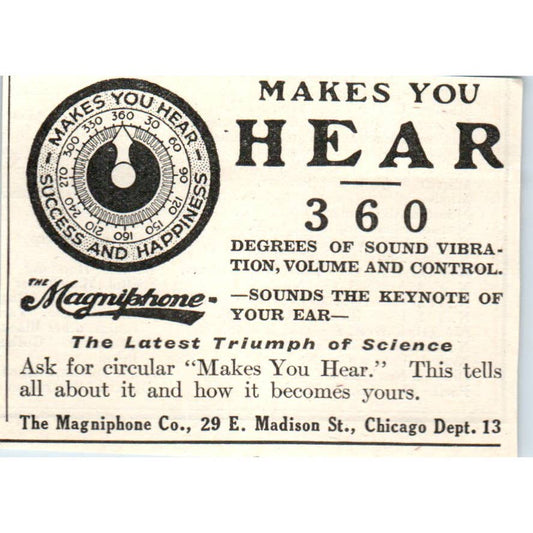 MAKES YOU HEAR
SUCCESS AND HAPPINESS
360
30
60
90
120
150
180
210
240
270
300
330
MAKES YOU
HEAR
360
DEGREES OF SOUND VIBRA-
TION, VOLUME AND CONTROL.
THE Magniphone
—SOUNDS THE KEYNOTE OF
YOUR EAR—
The Latest Triumph of Science
Ask for circular “Makes You Hear.” This tells
all about it and how it becomes yours.
The Magniphone Co., 29 E. Madison St., Chicago Dept. 13